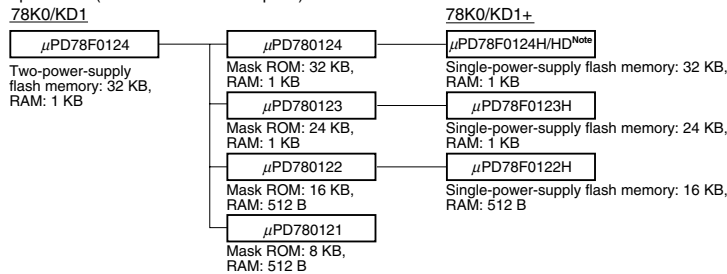 78K0/KD1
78K0/KD1+
μPD78F0124
μPD780124
μPD78F0124H/HDNote
Two-power-supply
flash memory: 32 KB,
RAM: 1 KB
Mask ROM: 32 KB,
RAM: 1 KB
Single-power-supply flash memory: 32 KB,
RAM: 1 KB
μPD780123
μPD78F0123H
Mask ROM: 24 KB,
RAM: 1 KB
Single-power-supply flash memory: 24 KB,
RAM: 1 KB
μPD780122
μPD78F0122H
Mask ROM: 16 KB,
RAM: 512 B
Single-power-supply flash memory: 16 KB,
RAM: 512 B
μPD780121
Mask ROM: 8 KB,
RAM: 512 B